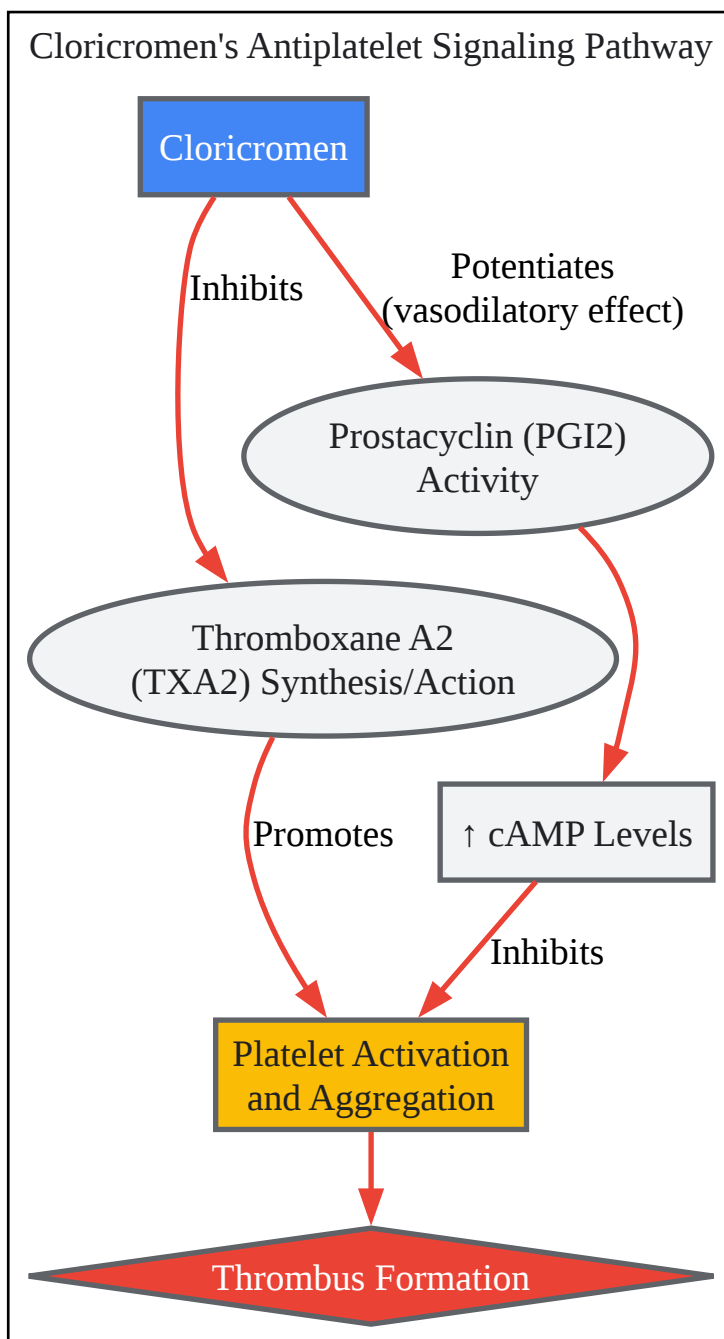 Cloricromen's Antiplatelet Signaling Pathway
Cloricromen
Inhibits
Potentiates
(vasodilatory effect)
Prostacyclin (PGI2)
Activity
Thromboxane A2
(TXA2) Synthesis/Action
Promotes
↑ cAMP Levels
Inhibits
Platelet Activation
and Aggregation
Thrombus Formation